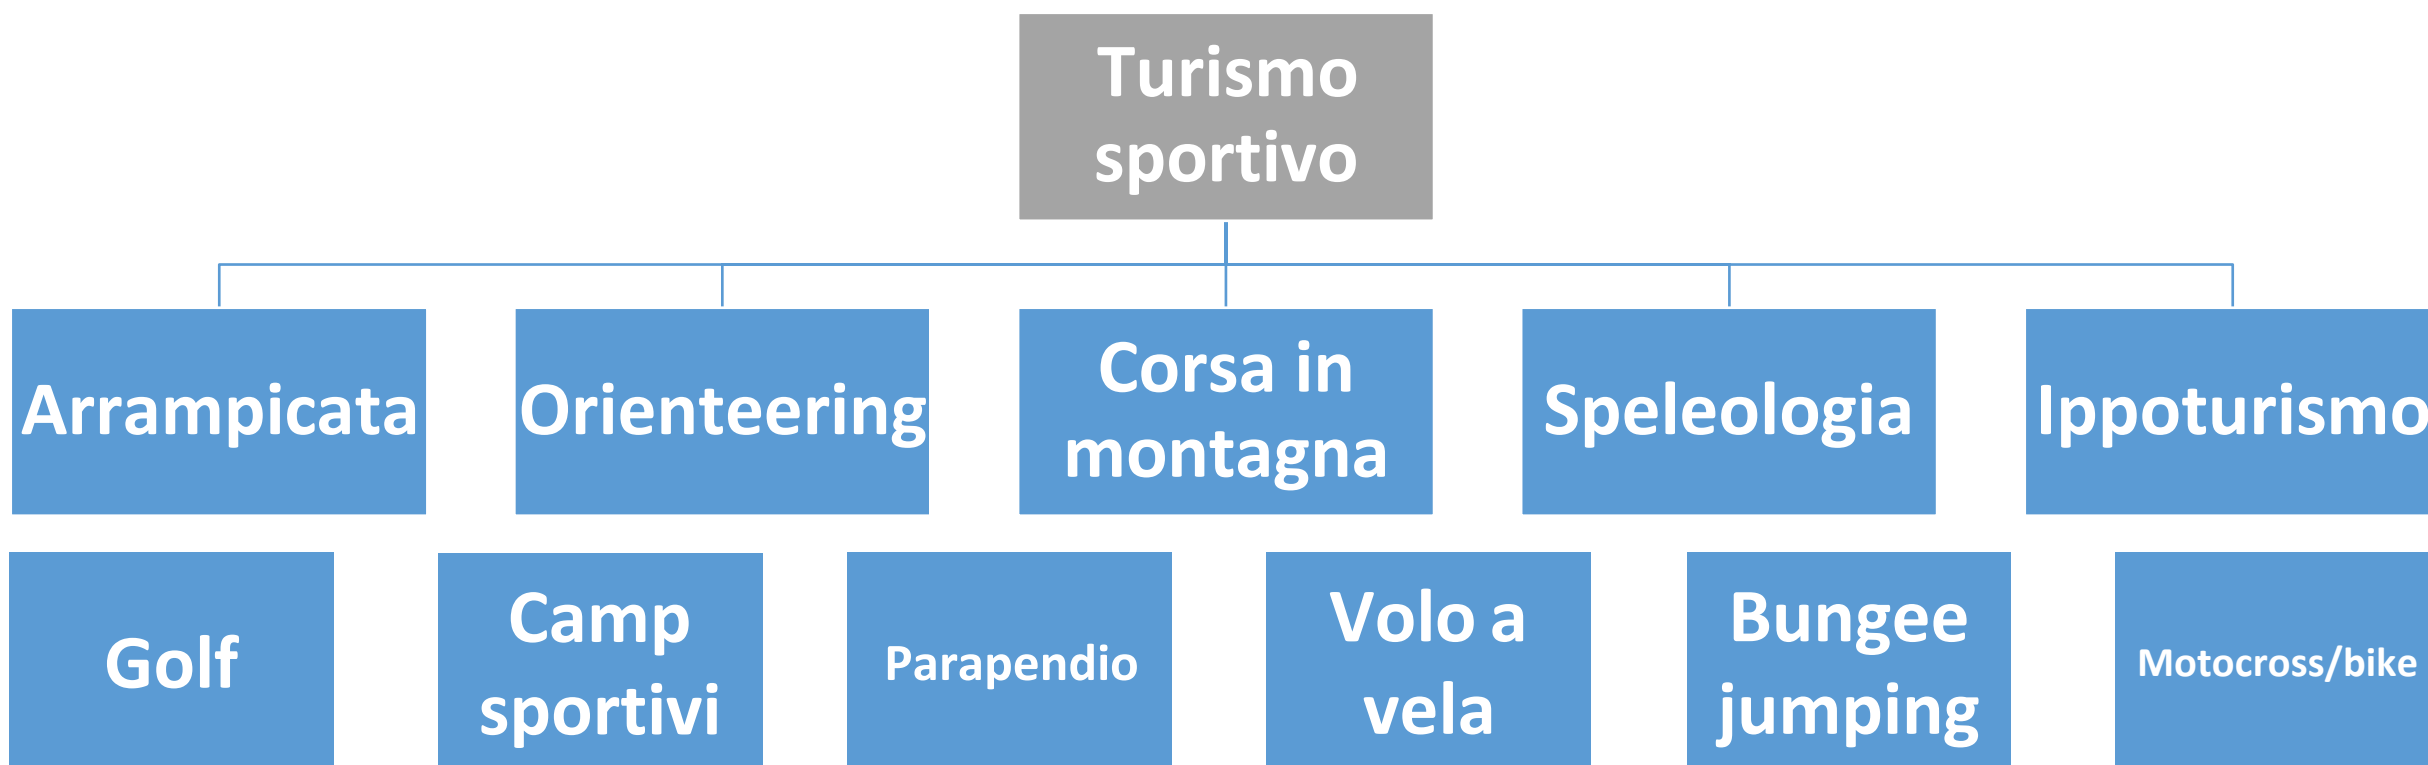 Turismo
sportivo
Arrampicata
Orienteering
Corsa in
montagna
Speleologia
Ippoturismo
Golf
Camp
sportivi
Parapendio
Volo a
vela
Bungee
jumping
Motocross/bike